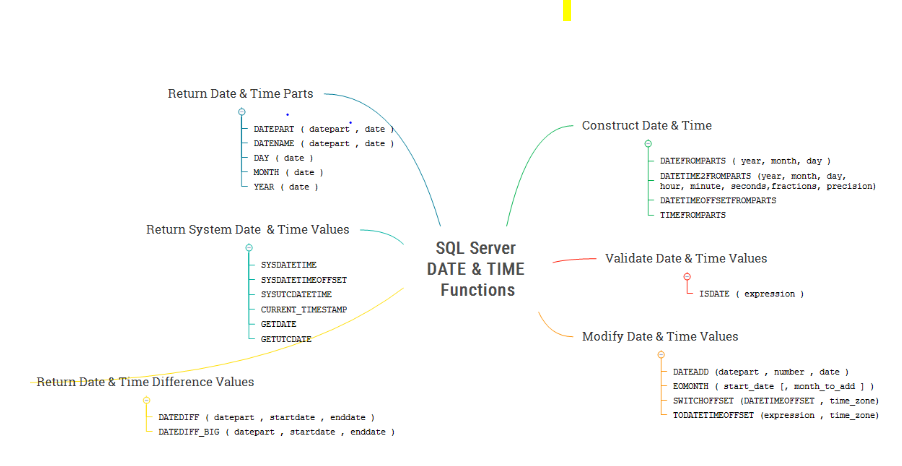 Return Date & Time Parts
DATEPART ( datepart , date )
DATENAME ( datepart , date )
DAY ( date )
MONTH ( date )
YEAR ( date )
Return System Date & Time Values
SYSDATETIME
SYSDATETIMEOFFSET
SYSUTCDATETIME
CURRENT_TIMESTAMP
GETDATE
GETUTCDATE
Return Date & Time Difference Values
DATEDIFF ( datepart , startdate , enddate )
DATEDIFF_BIG ( datepart , startdate , enddate )
SQL Server
DATE & TIME
Functions
Construct Date & Time
DATEFROMPARTS ( year, month, day )
DATETIME2FROMPARTS (year, month, day,
hour, minute, seconds,fractions, precision)
DATETIMEOFFSETFROMPARTS
TIMEFROMPARTS
Validate Date & Time Values
ISDATE ( expression )
Modify Date & Time Values
DATEADD (datepart , number , date )
EOMONTH ( start_date [, month_to_add ] )
SWITCHOFFSET (DATETIMEOFFSET , time_zone)
TODATETIMEOFFSET (expression , time_zone)